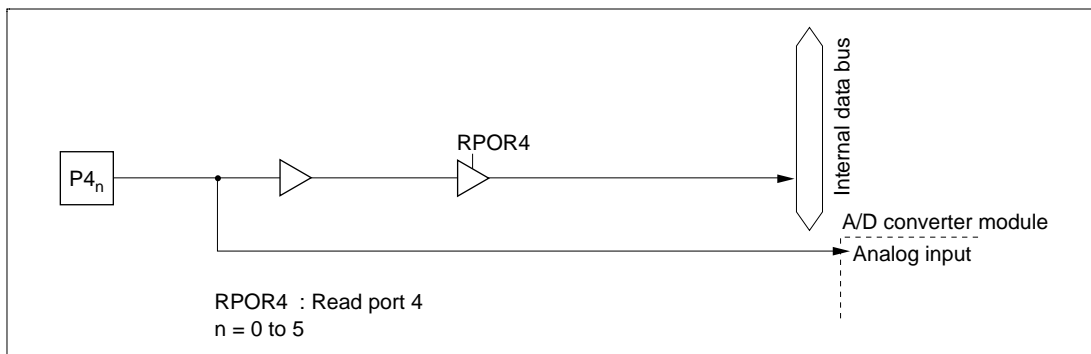 Internal data bus
RPOR4
P4n
A/D converter module
Analog input
RPOR4 : Read port 4
n = 0 to 5